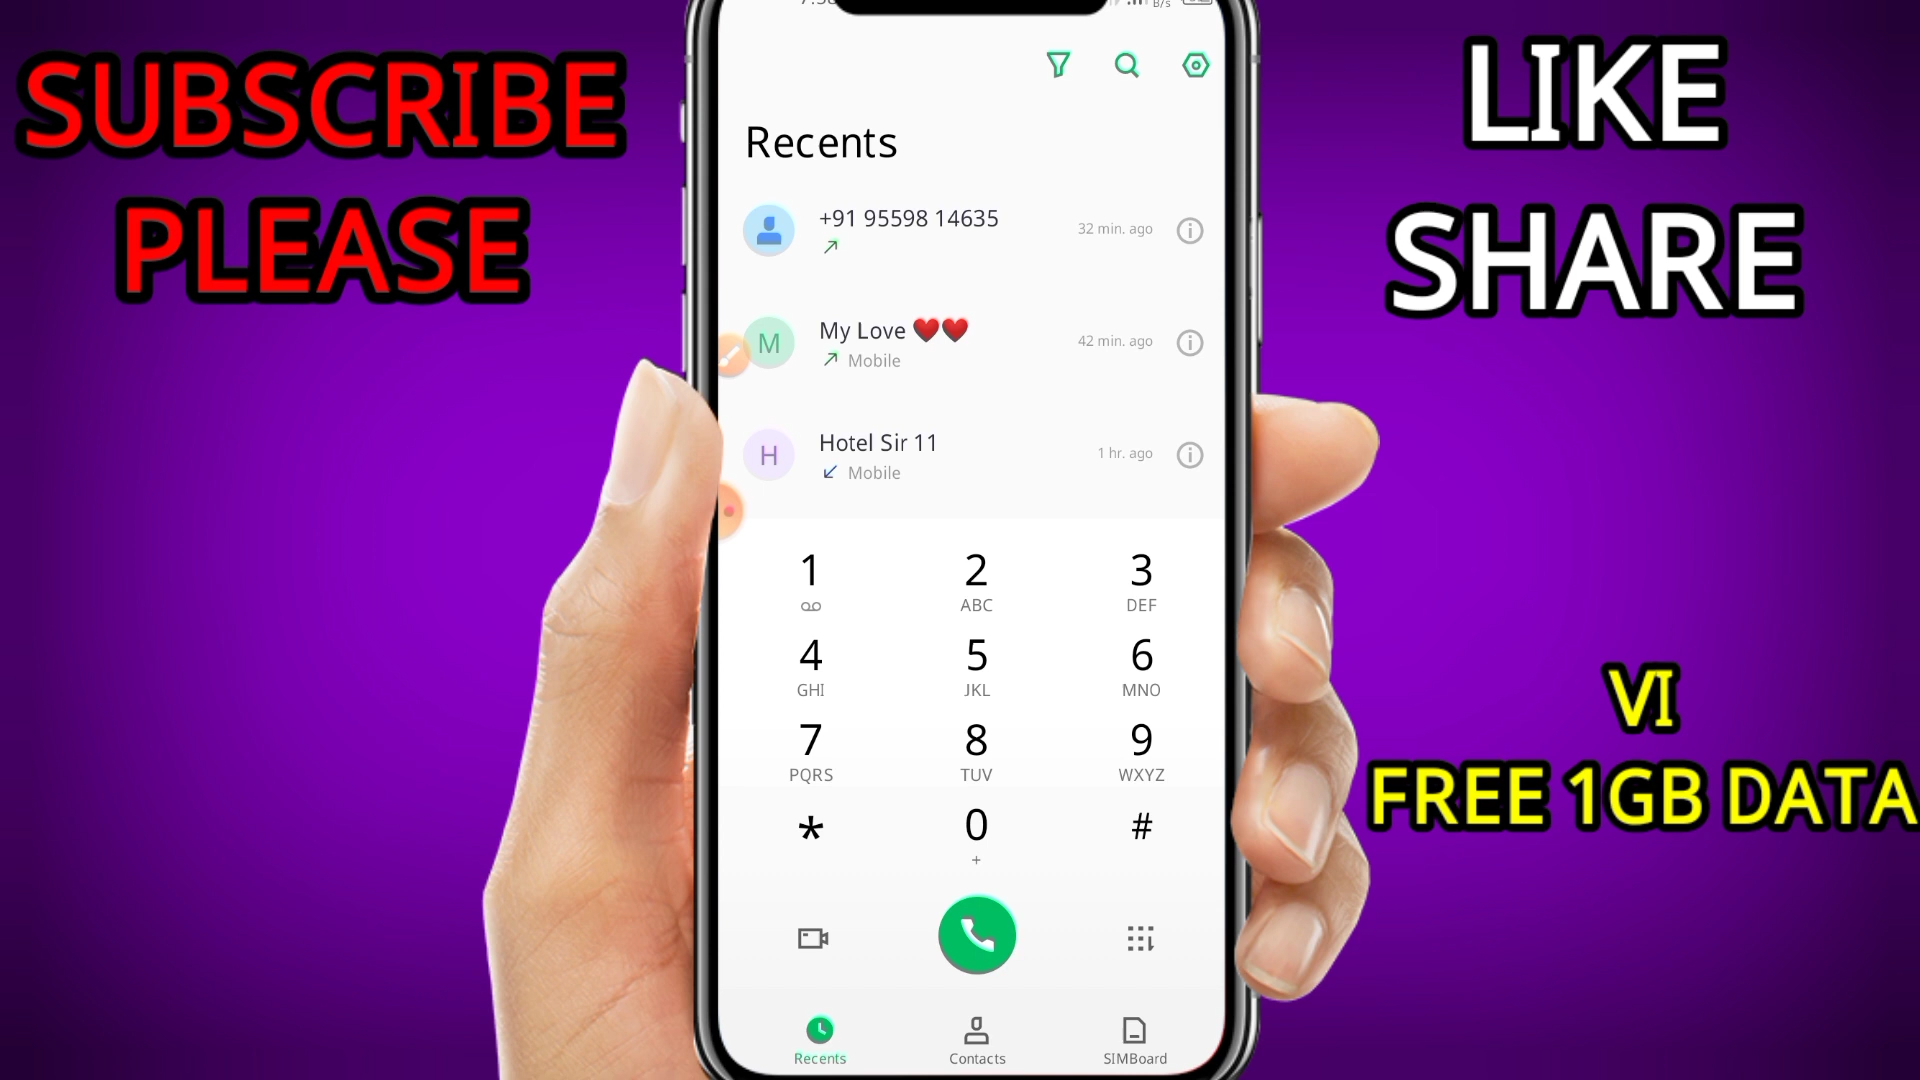 SUBSCRIBE
PLEASE
LIKE
SHARE
VI
FREE 1GB DATA
B/s
Recents
+91 95598 14635
32 min. ago
My Love ❤️❤️
Mobile
42 min. ago
M
Hotel Sir 11
Mobile
1 hr. ago
H
1
2
ABC
3
DEF
4
GHI
5
JKL
6
MNO
7
PQRS
8
TUV
9
WXYZ
*
0
+
#
Recents
Contacts
SIMBoard